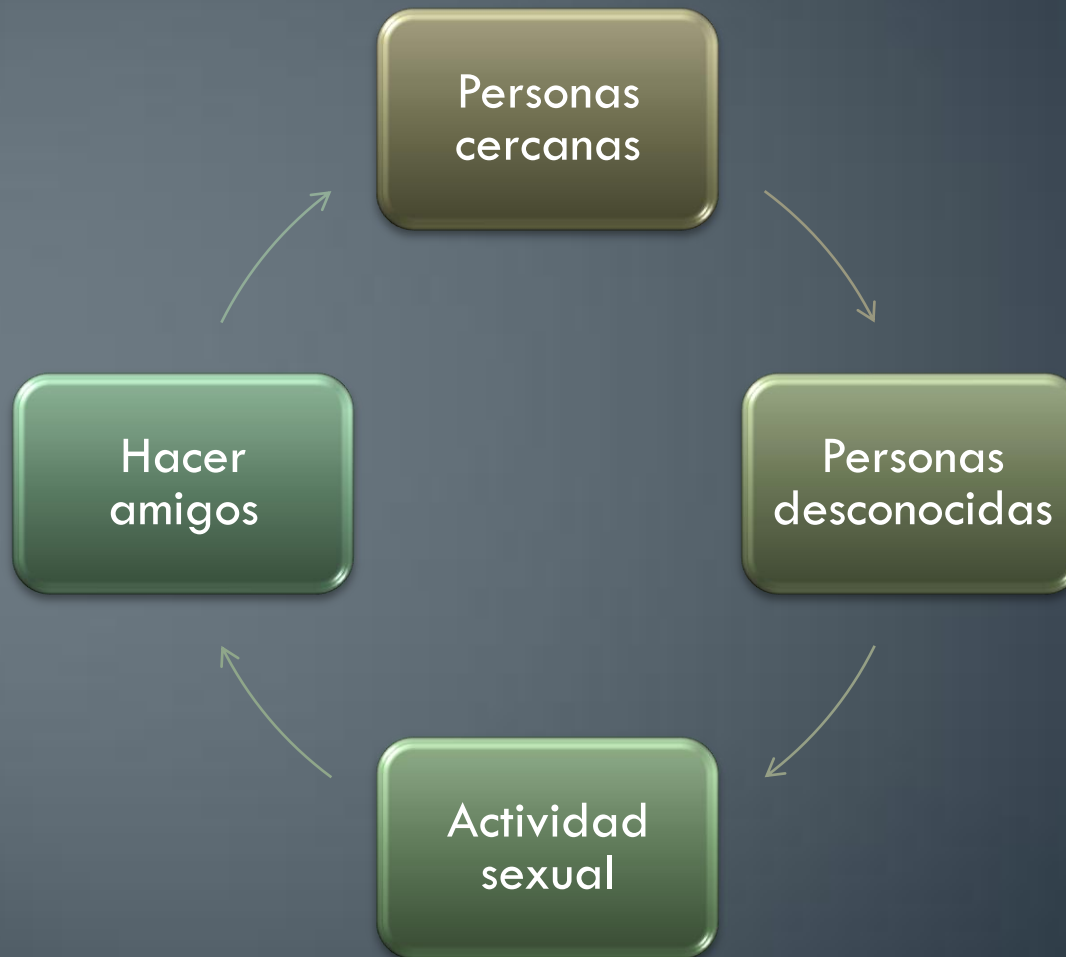 Personas
cercanas
Personas
desconocidas
Actividad
sexual
Hacer
amigos